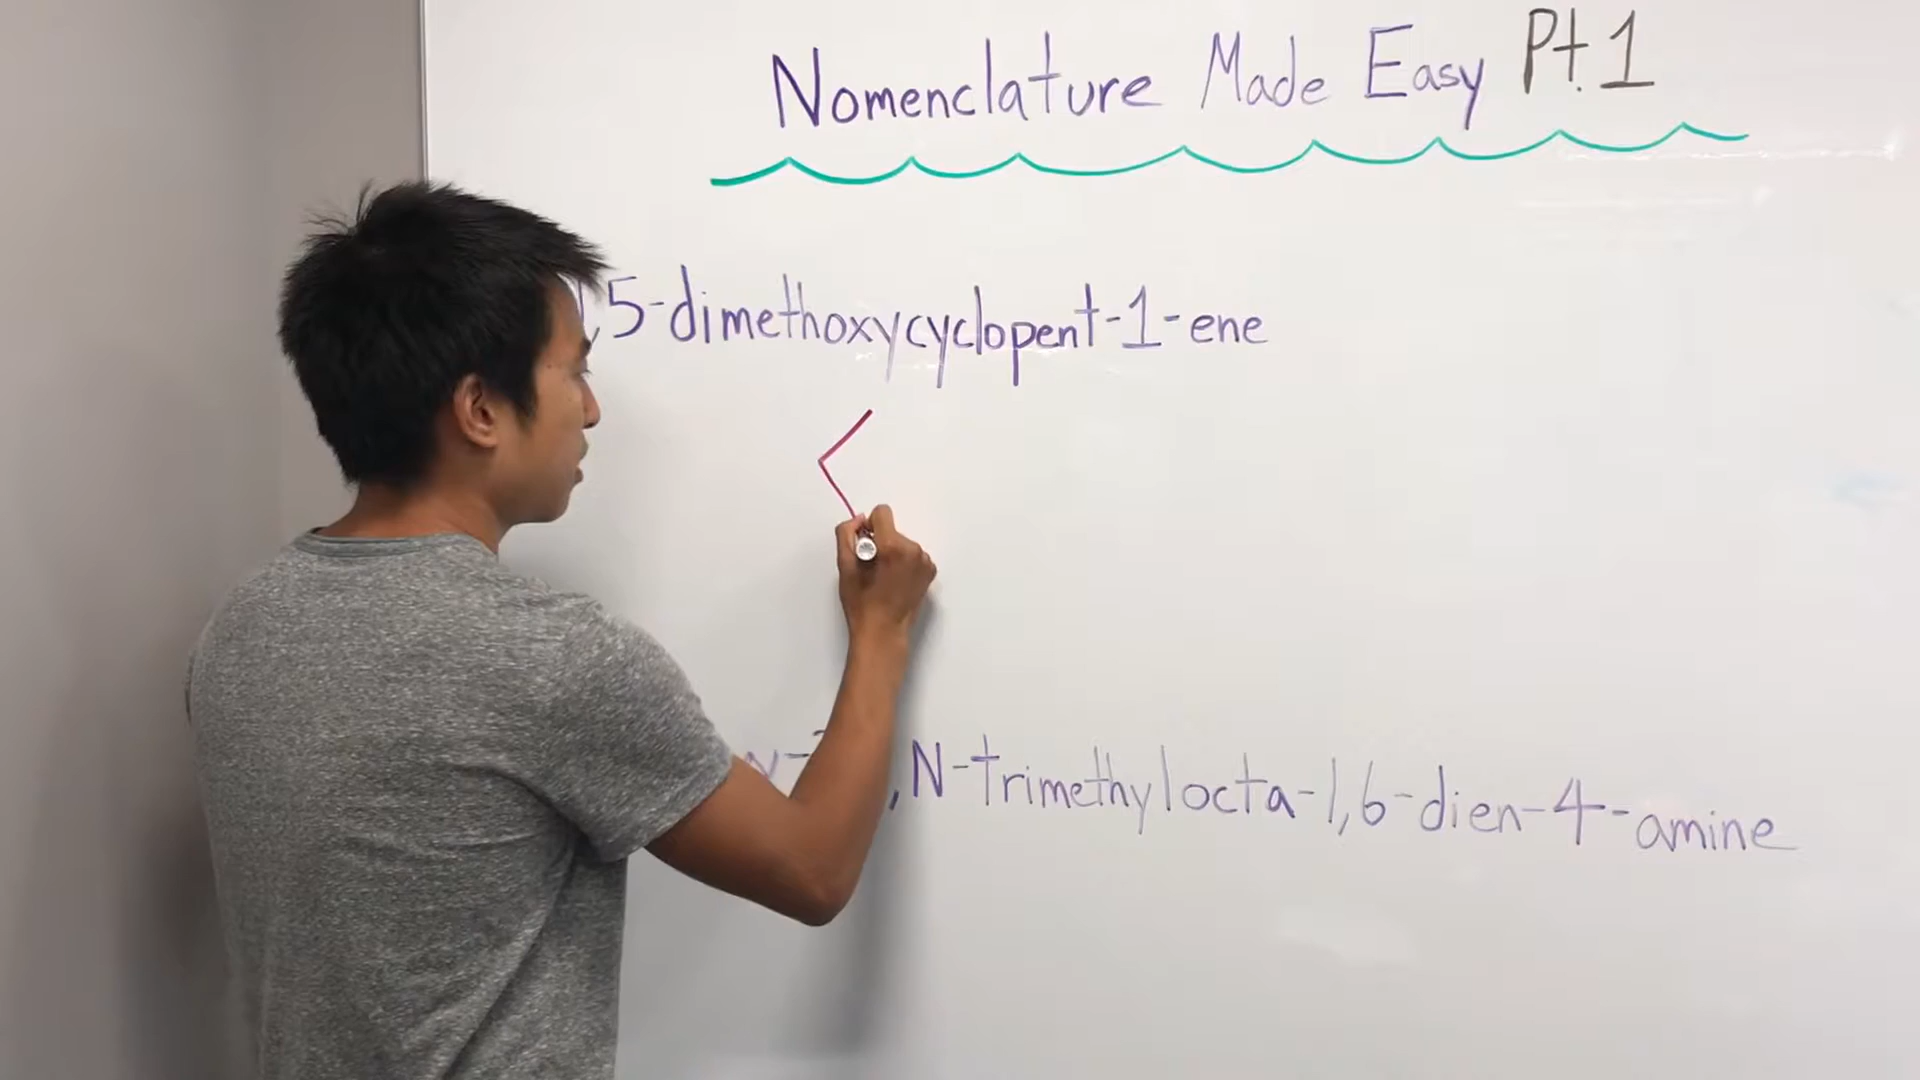 Nomenclature Made Easy Pt.1
,5-dimethoxycyclopent-1-ene
,N-trimethylocta-1,6-dien-4-amine